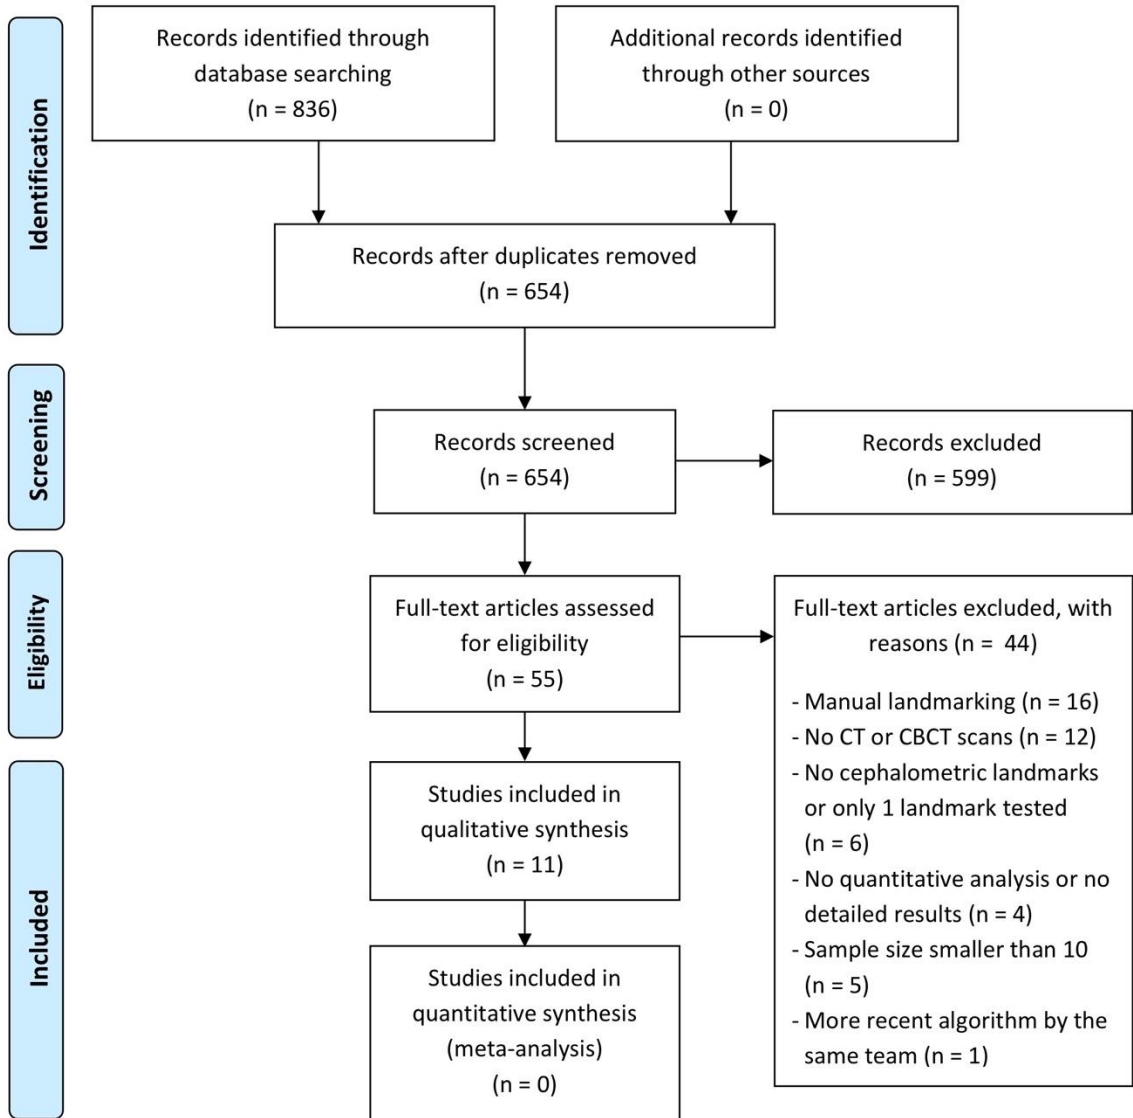 Identification
Records identified through
database searching
(n = 836)
Additional records identified
through other sources
(n = 0)
Records after duplicates removed
(n = 654)
Screening
Records screened
(n = 654)
Records excluded
(n = 599)
Eligibility
Full-text articles assessed
for eligibility
(n = 55)
Full-text articles excluded, with
reasons (n = 44)
- Manual landmarking (n = 16)
- No CT or CBCT scans (n = 12)
- No cephalometric landmarks
or only 1 landmark tested
(n = 6)
- No quantitative analysis or no
detailed results (n = 4)
- Sample size smaller than 10
(n = 5)
- More recent algorithm by the
same team (n = 1)
Included
Studies included in
qualitative synthesis
(n = 11)
Studies included in
quantitative synthesis
(meta-analysis)
(n = 0)